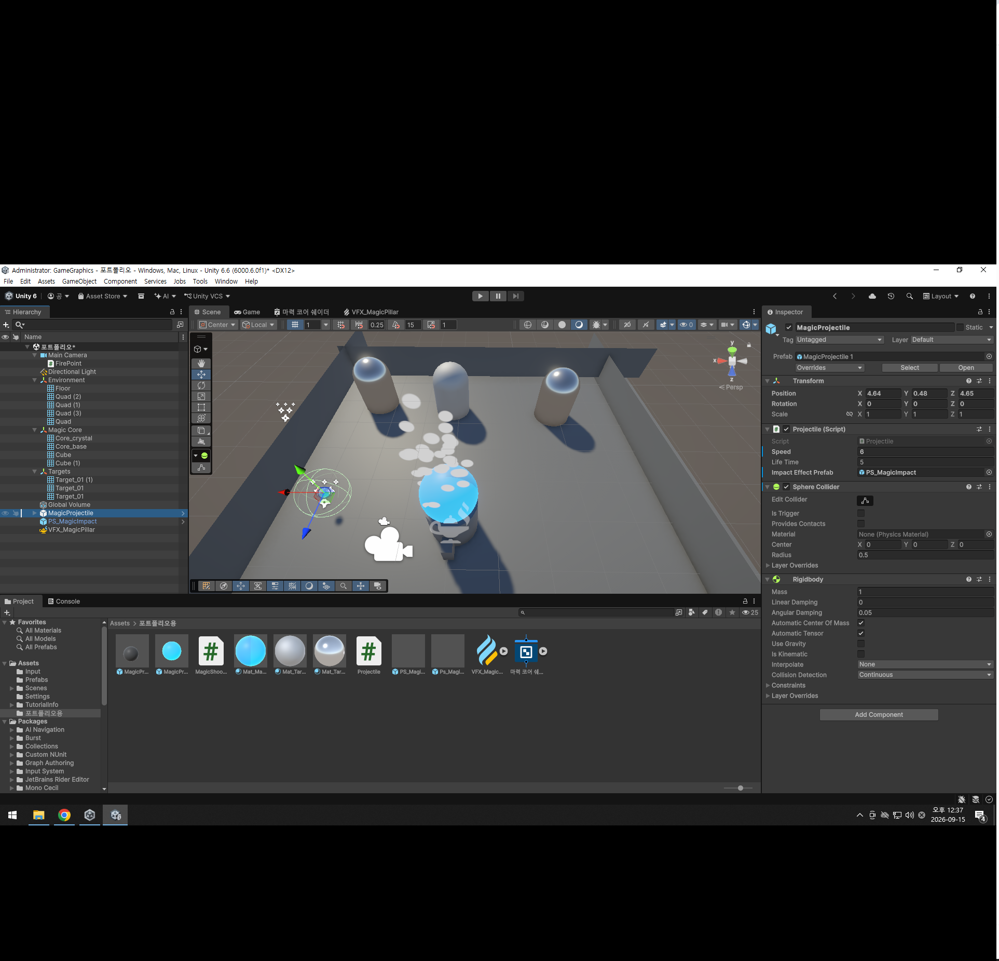 Administrator: GameGraphics - 포트폴리오 - Windows, Mac, Linux - Unity 6.6 (6000.6.0f1)* <DX12>
File Edit Assets GameObject Component Services Jobs Tools Window Help
Unity 6 공 Asset Store AI Unity VCS Layout
Hierarchy
Name
포트폴리오*
Main Camera
FirePoint
Directional Light
Environment
Floor
Quad (2)
Quad (1)
Quad (3)
Quad
Magic Core
Core_crystal
Core_base
Cube
Cube (1)
Targets
Target_01 (1)
Target_01
Target_01
Global Volume
MagicProjectile
PS_MagicImpact
VFX_MagicPillar
Scene Game 마력 코어 쉐이더 VFX_MagicPillar
Center Local 1 0.25 15 1 2D 0
y
x
z
Persp
Inspector
MagicProjectile Static
Tag Untagged Layer Default
Prefab MagicProjectile 1
Overrides Select Open
Transform
Position X 4.64 Y 0.48 Z 4.65
Rotation X 0 Y 0 Z 0
Scale X 1 Y 1 Z 1
# Projectile (Script)
Script Projectile
Speed 6
Life Time 5
Impact Effect Prefab PS_MagicImpact
Sphere Collider
Edit Collider
Is Trigger
Provides Contacts
Material None (Physics Material)
Center X 0 Y 0 Z 0
Radius 0.5
Layer Overrides
Rigidbody
Mass 1
Linear Damping 0
Angular Damping 0.05
Automatic Center Of Mass
Automatic Tensor
Use Gravity
Is Kinematic
Interpolate None
Collision Detection Continuous
Constraints
Layer Overrides
Add Component
Project Console
25
Favorites
All Materials
All Models
All Prefabs
Assets
Input
Prefabs
Scenes
Settings
TutorialInfo
포트폴리오용
Packages
AI Navigation
Burst
Collections
Custom NUnit
Graph Authoring
Input System
JetBrains Rider Editor
Mono Cecil
Assets > 포트폴리오용
MagicPr... MagicPr... MagicShoo... Mat_Ma... Mat_Tar... Mat_Tar... Projectile PS_Magi... Ps_Magi... VFX_Magic... 마력 코어 쉐...
오후 12:37
2026-09-15
4